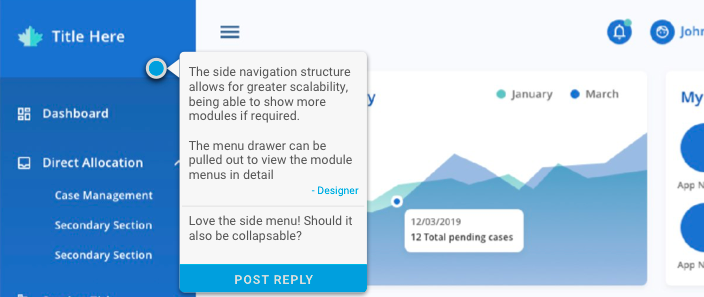 Title Here
John
The side navigation structure
allows for greater scalability,
being able to show more
modules if required.
The menu drawer can be
pulled out to view the module
menus in detail
- Designer
Love the side menu! Should it
also be collapsable?
POST REPLY
Dashboard
Direct Allocation
Case Management
Secondary Section
Secondary Section
January
March
12/03/2019
12 Total pending cases
My
App N
App N